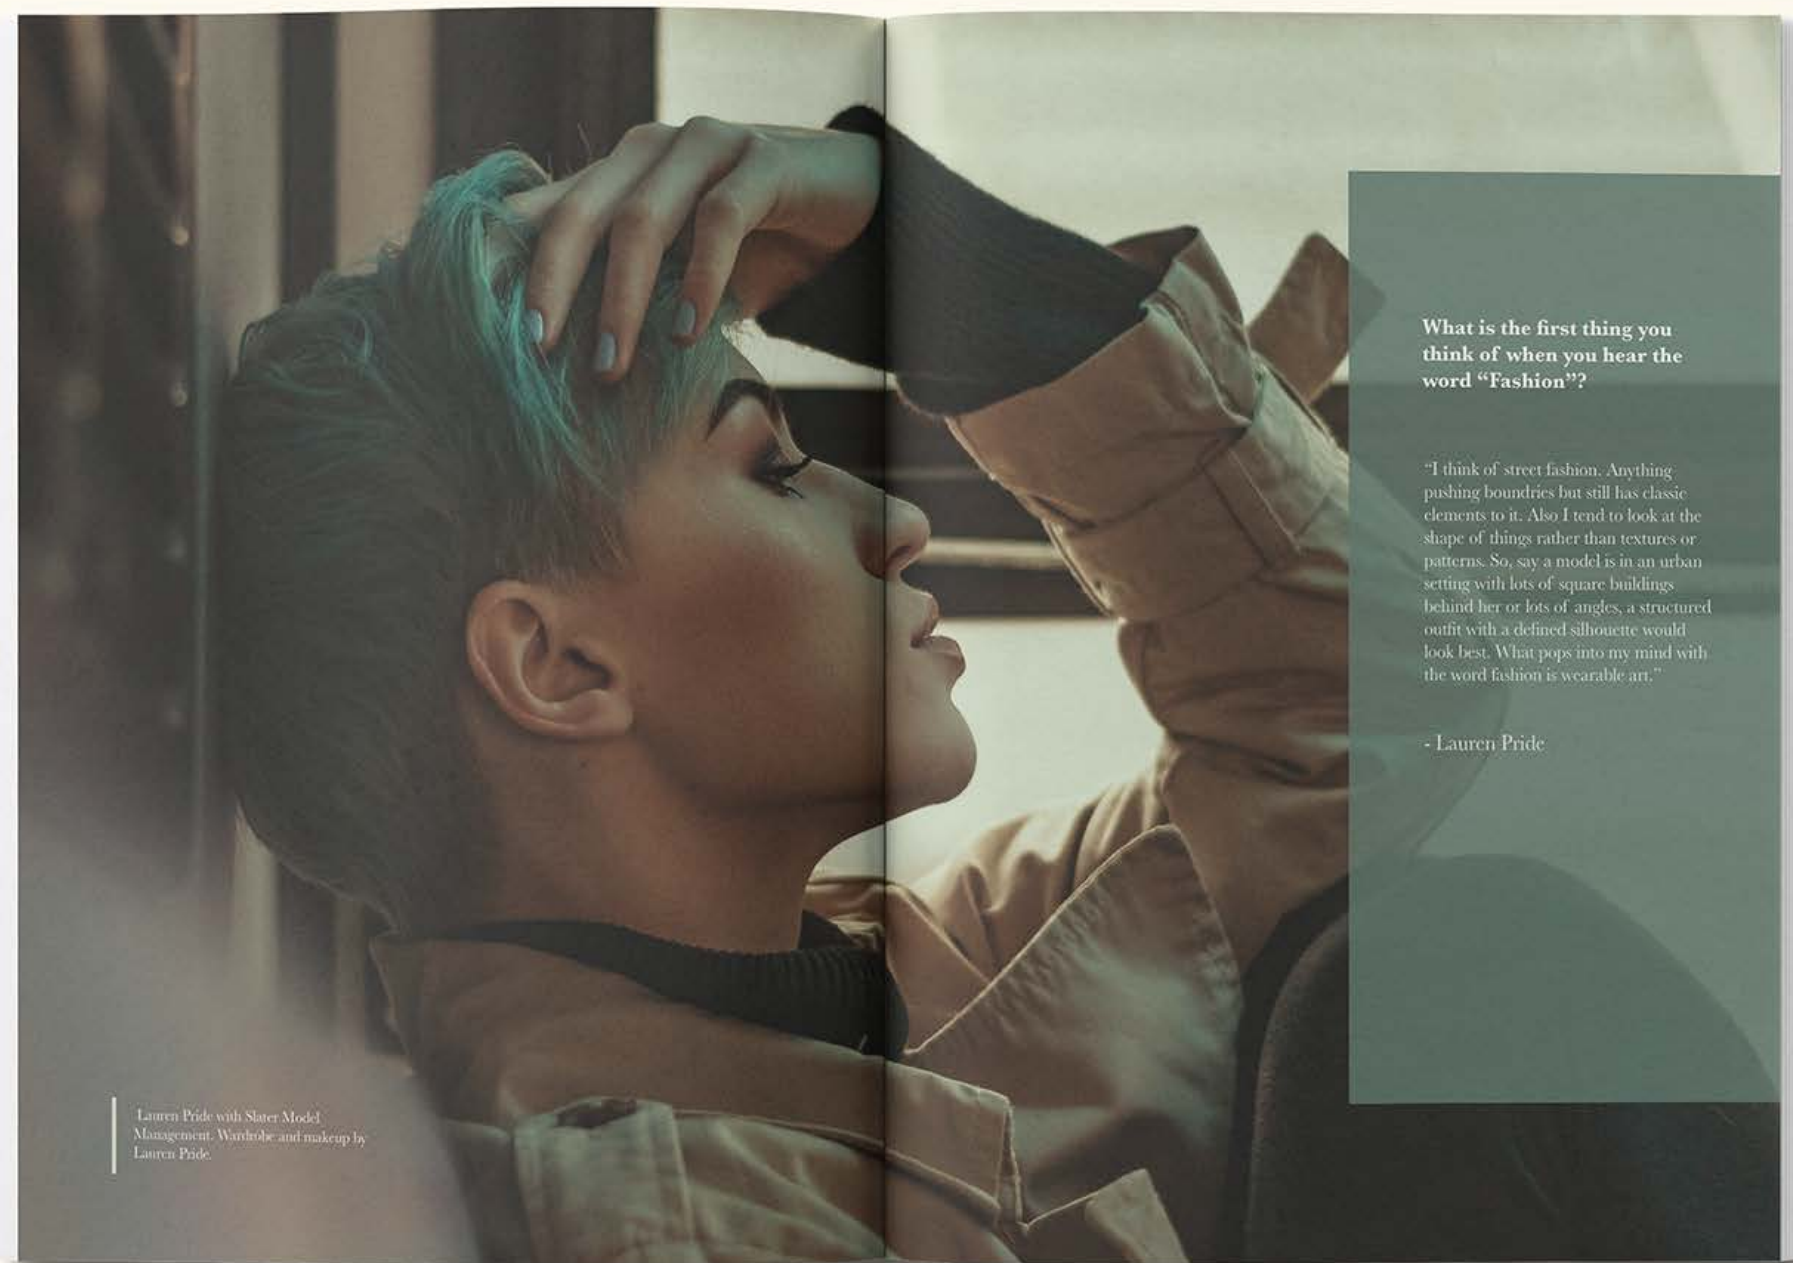 What is the first thing you
think of when you hear the
word “Fashion”?
“I think of street fashion. Anything
pushing boundries but still has classic
elements to it. Also I tend to look at the
shape of things rather than textures or
patterns. So, say a model is in an urban
setting with lots of square buildings
behind her or lots of angles, a structured
outfit with a defined silhouette would
look best. What pops into my mind with
the word fashion is wearable art.”
- Lauren Pride
Lauren Pride with Slater Model
Management. Wardrobe and makeup by
Lauren Pride.